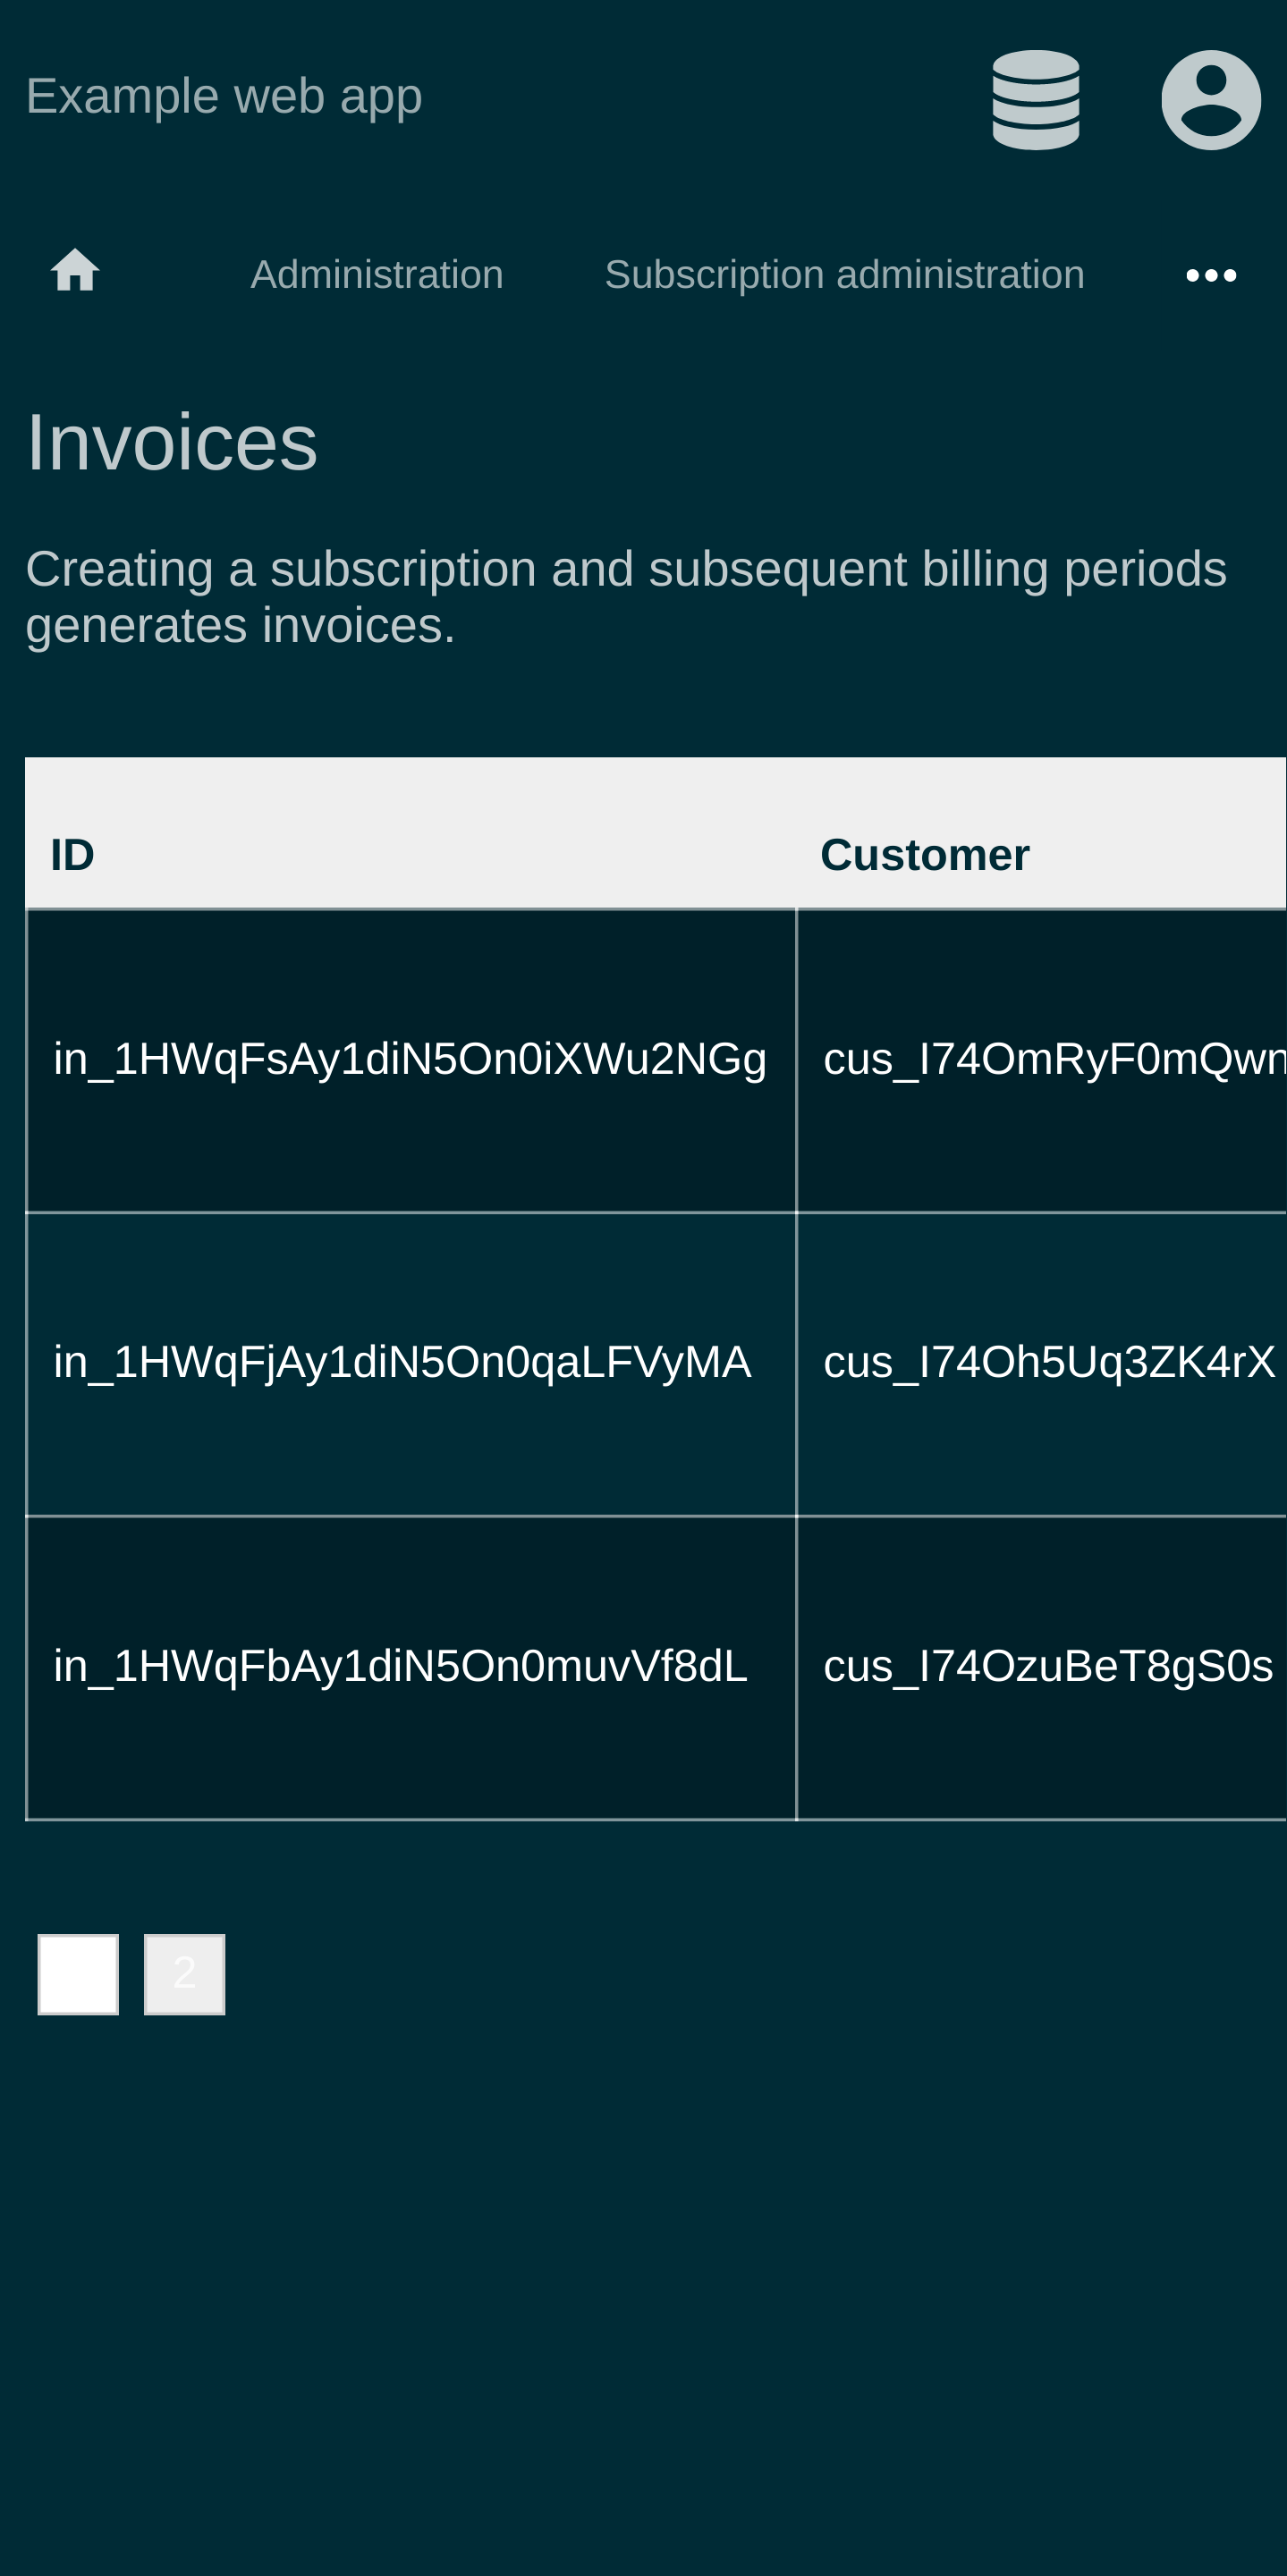 Example web app
Administration Subscription administration •••
Invoices
Creating a subscription and subsequent billing periods
generates invoices.
ID Customer
in_1HWqFsAy1diN5On0iXWu2NGg cus_I74OmRyF0mQwn
in_1HWqFjAy1diN5On0qaLFVyMA cus_I74Oh5Uq3ZK4rX
in_1HWqFbAy1diN5On0muvVf8dL cus_I74OzuBeT8gS0s
2